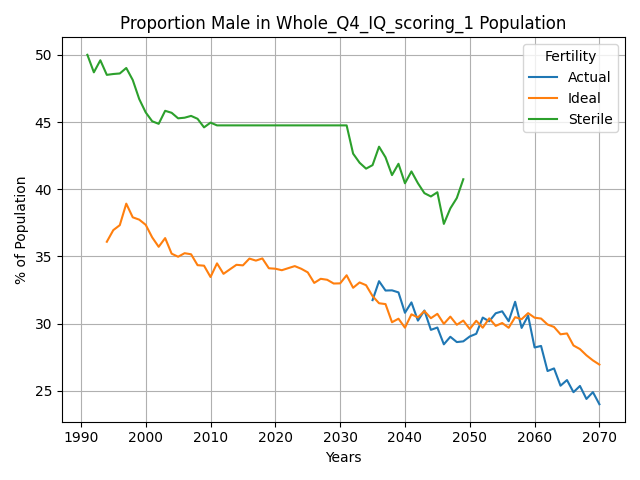 Proportion Male in Whole_Q4_IQ_scoring_1 Population
Fertility
Actual
Ideal
Sterile
% of Population
50
45
40
35
30
25
1990 2000 2010 2020 2030 2040 2050 2060 2070
Years